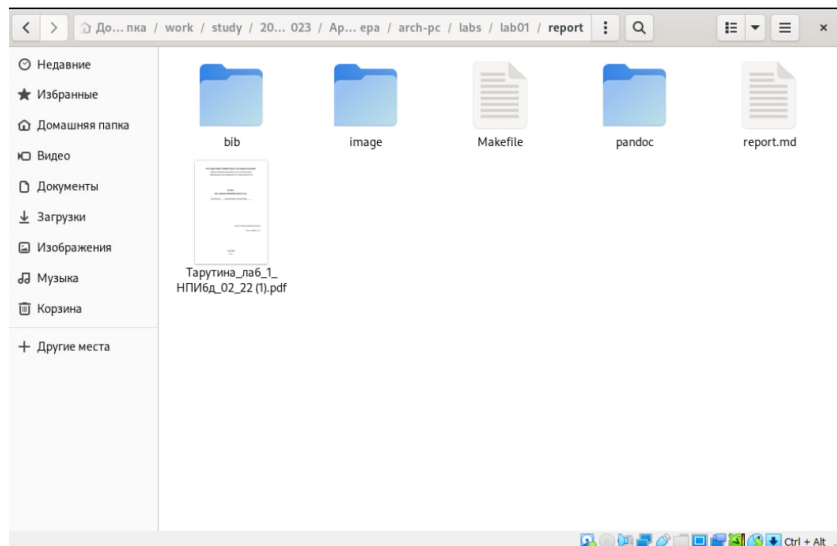 До... пка / work / study / 20... 023 / Ар... ера / arch-pc / labs / lab01 / report
Недавние
Избранные
Домашняя папка
Видео
Документы
Загрузки
Изображения
Музыка
Корзина
Другие места
bib
image
Makefile
pandoc
report.md
Тарутина_лаб_1_
НПИбд_02_22 (1).pdf
Ctrl + Alt